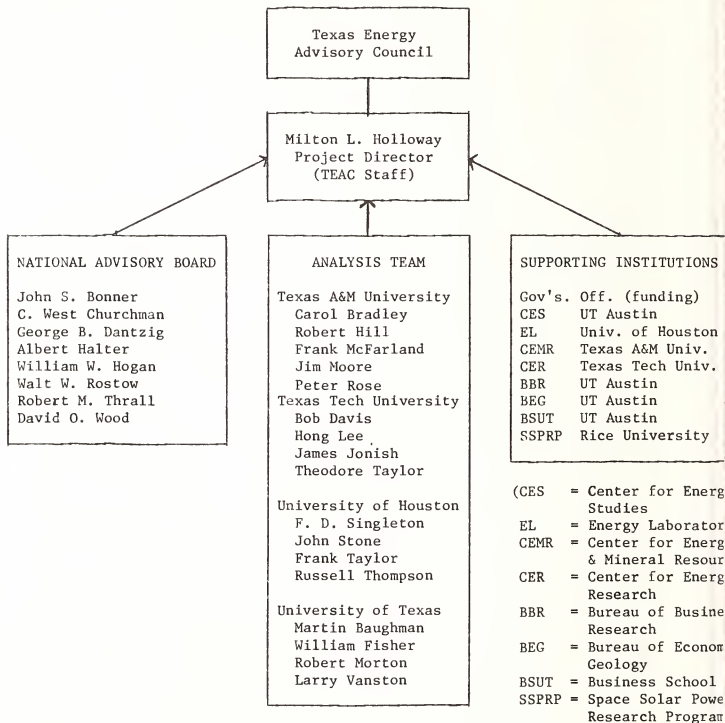 Texas Energy
Advisory Council
Milton L. Holloway
Project Director
(TEAC Staff)
NATIONAL ADVISORY BOARD
John S. Bonner
C. West Churchman
George B. Dantzig
Albert Halter
William W. Hogan
Walt W. Rostow
Robert M. Thrall
David O. Wood
ANALYSIS TEAM
Texas A&M University
Carol Bradley
Robert Hill
Frank McFarland
Jim Moore
Peter Rose
Texas Tech University
Bob Davis
Hong Lee
James Jonish
Theodore Taylor
University of Houston
F. D. Singleton
John Stone
Frank Taylor
Russell Thompson
University of Texas
Martin Baughman
William Fisher
Robert Morton
Larry Vanston
SUPPORTING INSTITUTIONS
Gov's. Off. (funding)
CES UT Austin
EL Univ. of Houston
CEMR Texas A&M Univ.
CER Texas Tech Univ.
BBR UT Austin
BEG UT Austin
BSUT UT Austin
SSPRP Rice University
(CES = Center for Energ
Studies
EL = Energy Laborator
CEMR = Center for Energ
& Mineral Resour
CER = Center for Energ
Research
BBR = Bureau of Busine
Research
BEG = Bureau of Econom
Geology
BSUT = Business School
SSPRP = Space Solar Powe
Research Program